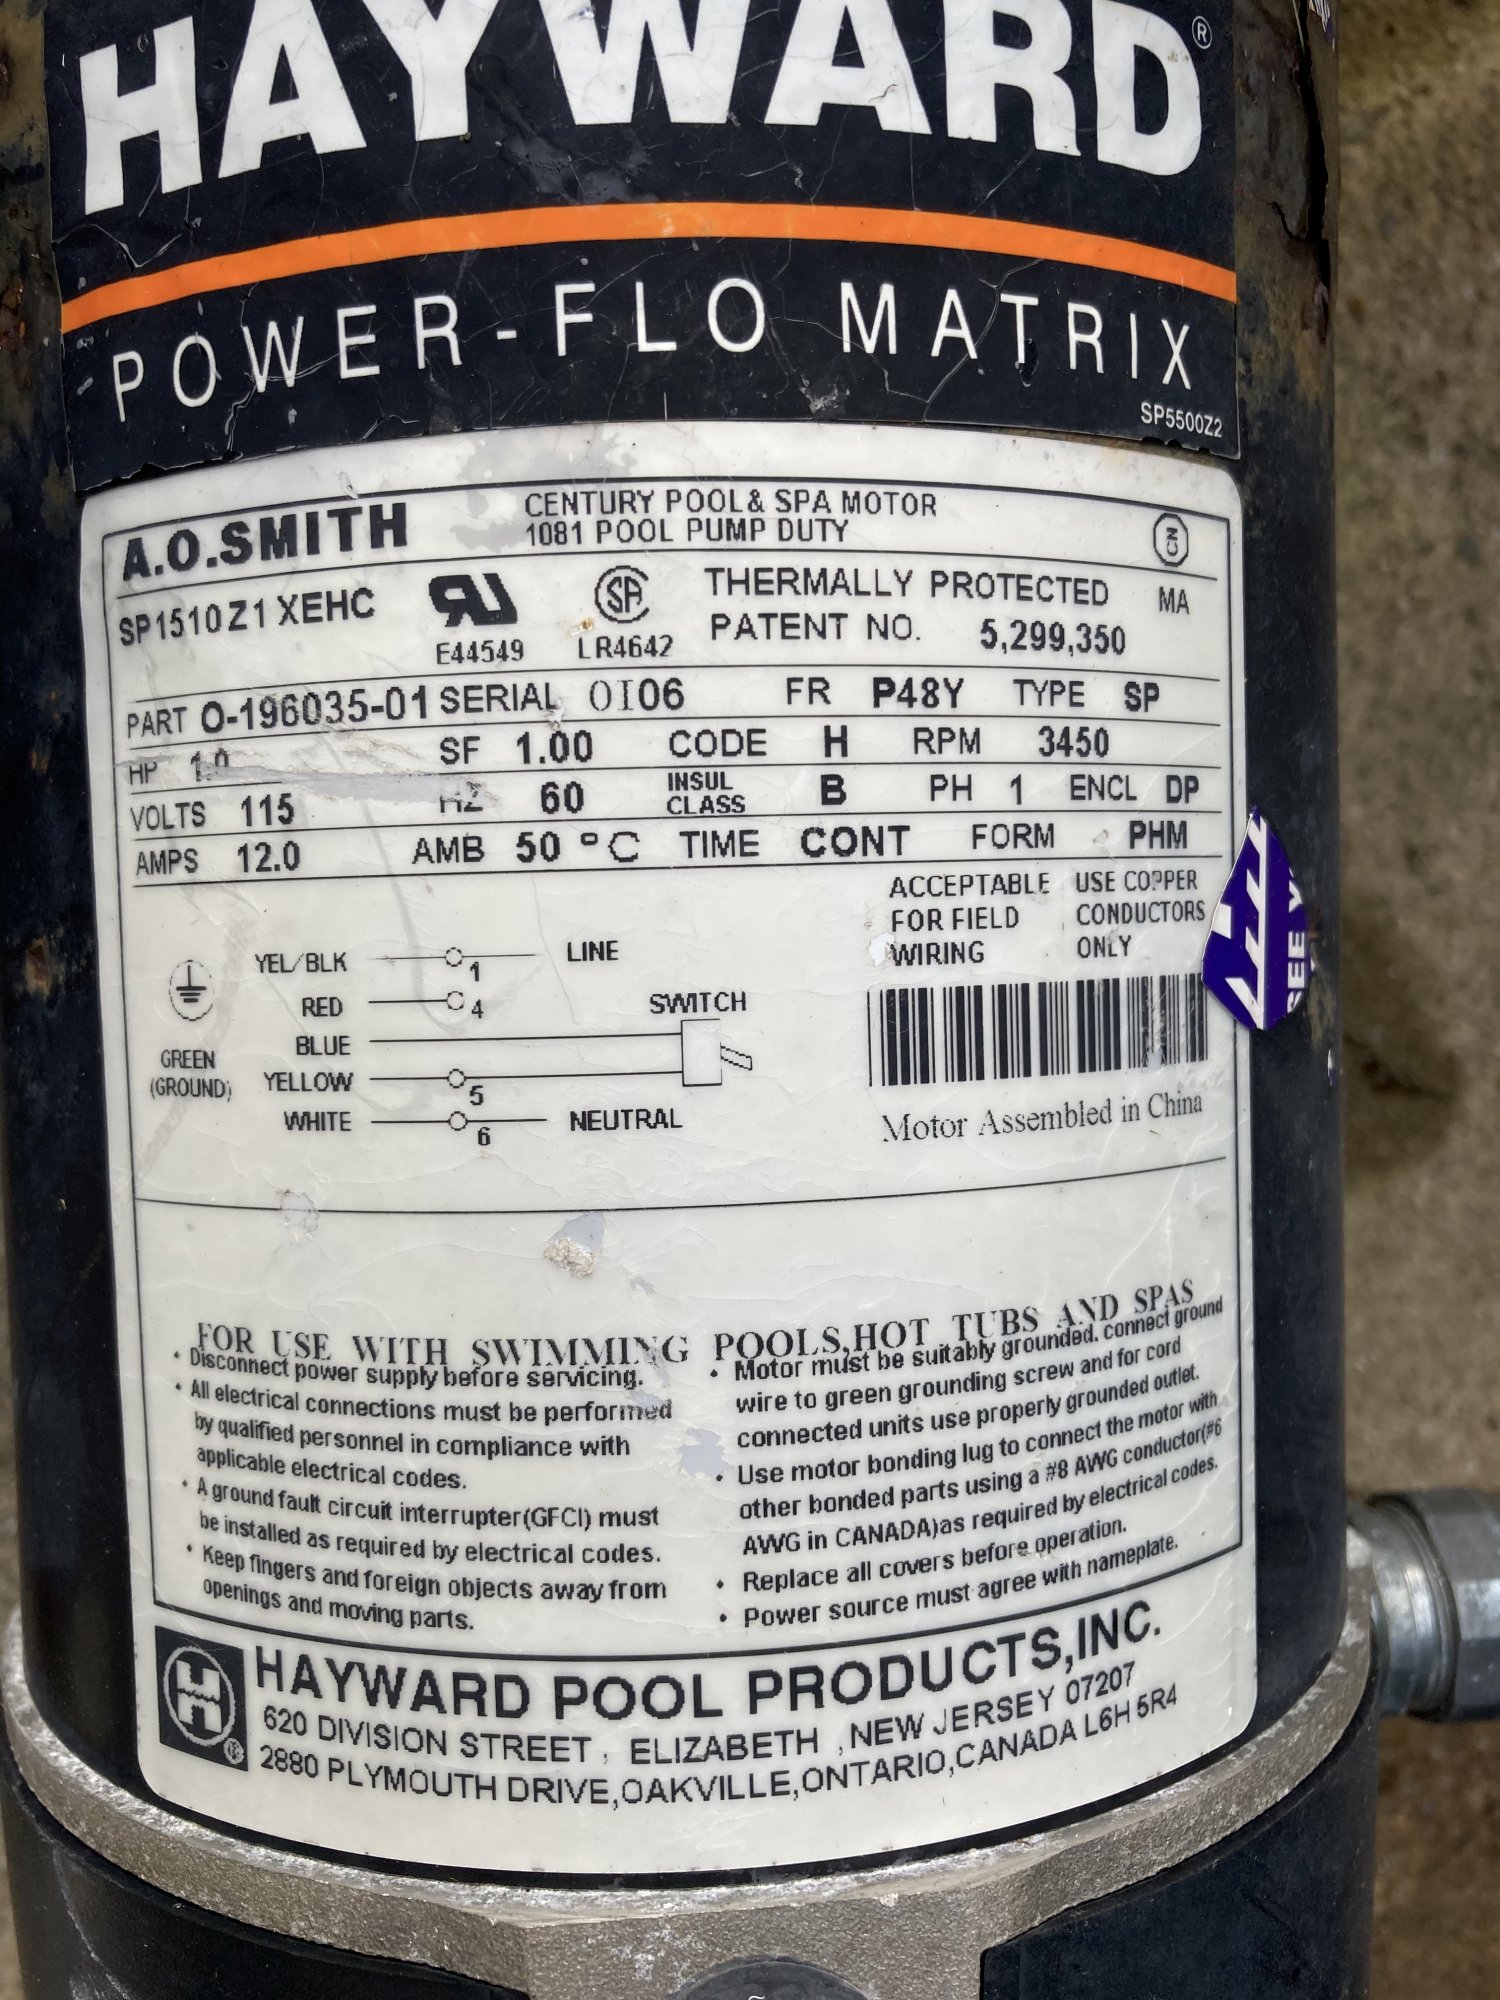 HAYWARD®
POWER-FLO MATRIX
SP5500Z2
A.O.SMITH
CENTURY POOL & SPA MOTOR
1081 POOL PUMP DUTY
SP1510Z1 XEHC
E44549
LR4642
THERMALLY PROTECTED
MA
PATENT NO. 5,299,350
PART O-196035-01 SERIAL 0I06 FR P48Y TYPE SP
HP 1.0 SF 1.00 CODE H RPM 3450
VOLTS 115 HZ 60 INSUL CLASS B PH 1 ENCL DP
AMPS 12.0 AMB 50 °C TIME CONT FORM PHM
ACCEPTABLE
FOR FIELD
WIRING
USE COPPER
CONDUCTORS
ONLY
YEL/BLK 1 LINE
RED 4
SWITCH
BLUE
YELLOW 5
WHITE 6 NEUTRAL
GREEN
(GROUND)
SEE
Motor Assembled in China
FOR USE WITH SWIMMING POOLS,HOT TUBS AND SPAS
• Disconnect power supply before servicing.
• All electrical connections must be performed
by qualified personnel in compliance with
applicable electrical codes.
• A ground fault circuit interrupter(GFCI) must
be installed as required by electrical codes.
• Keep fingers and foreign objects away from
openings and moving parts.
• Motor must be suitably grounded. connect ground
wire to green grounding screw and for cord
connected units use properly grounded outlet.
• Use motor bonding lug to connect the motor with
other bonded parts using a #8 AWG conductor(#6
AWG in CANADA)as required by electrical codes.
• Replace all covers before operation.
• Power source must agree with nameplate.
HAYWARD POOL PRODUCTS,INC.
620 DIVISION STREET, ELIZABETH ,NEW JERSEY 07207
2880 PLYMOUTH DRIVE,OAKVILLE,ONTARIO,CANADA L6H 5R4